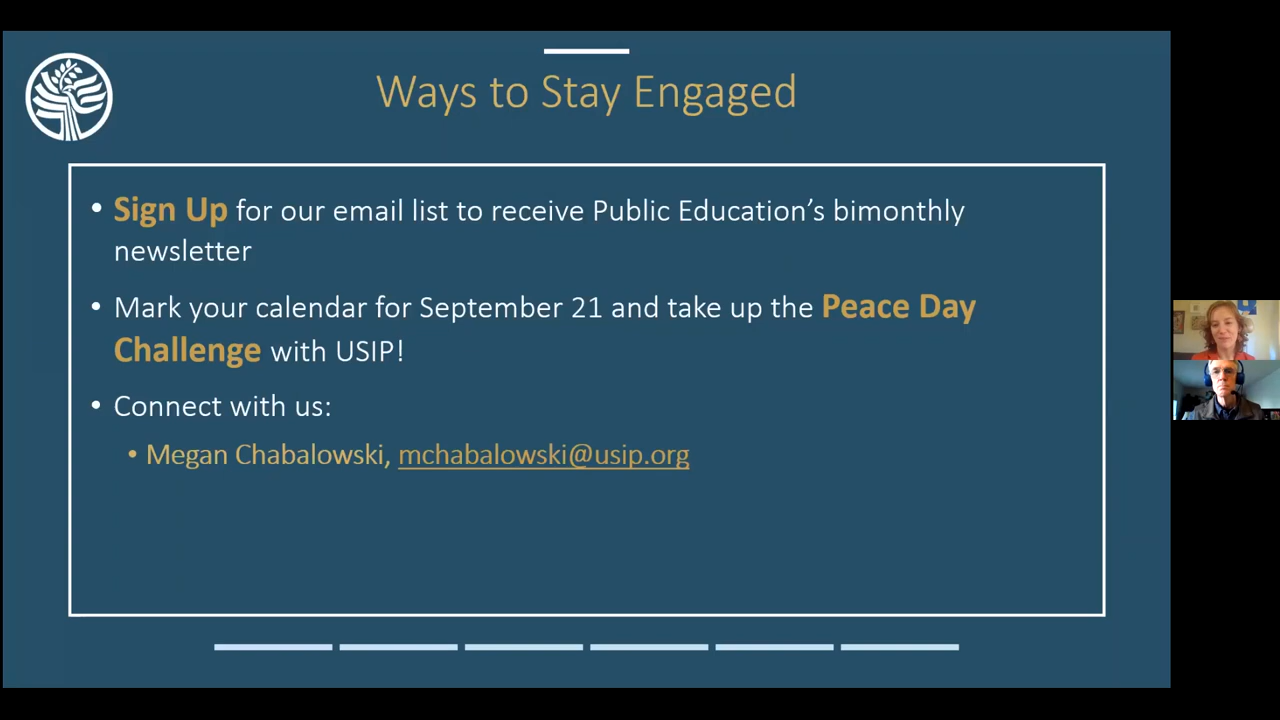 Ways to Stay Engaged
• Sign Up for our email list to receive Public Education’s bimonthly
newsletter
• Mark your calendar for September 21 and take up the Peace Day
Challenge with USIP!
• Connect with us:
• Megan Chabalowski, mchabalowski@usip.org